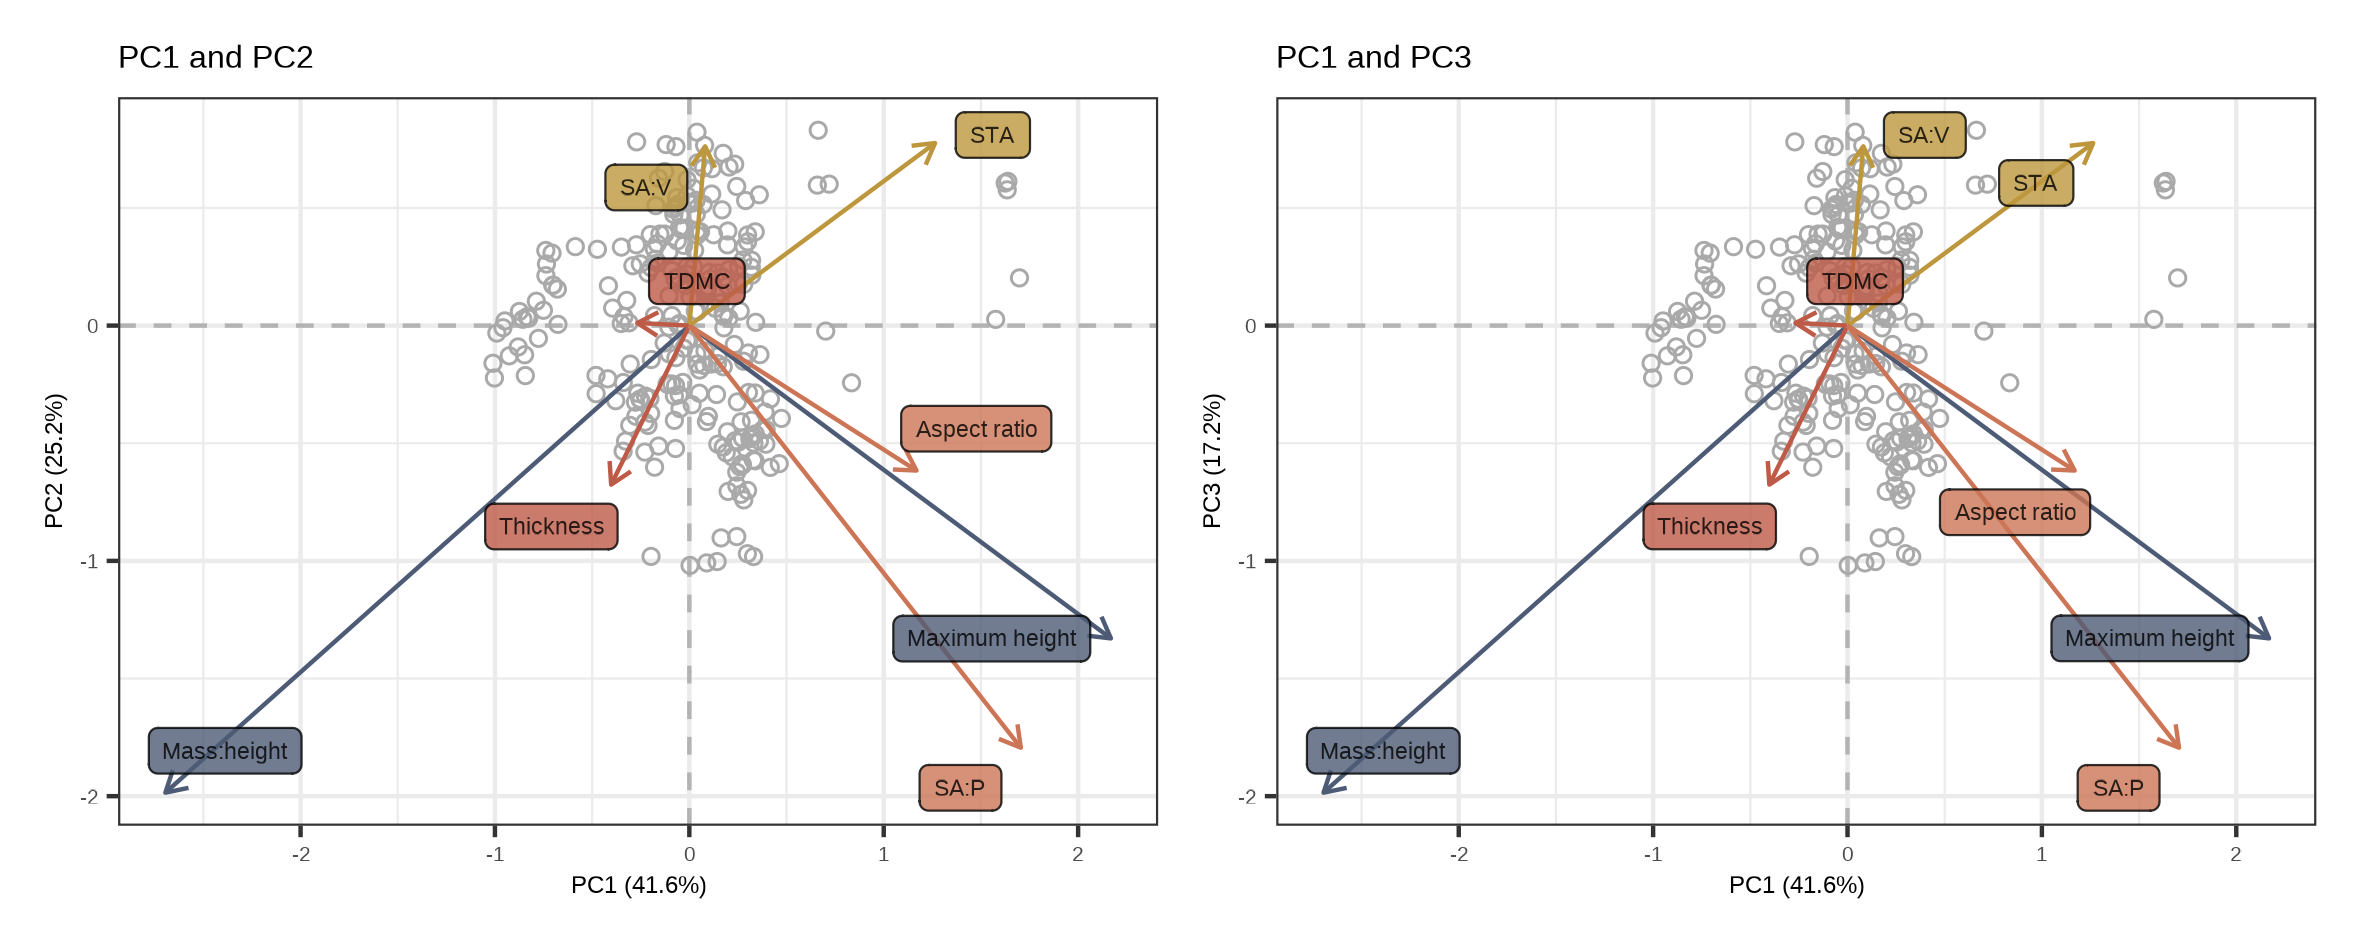 PC1 and PC2
PC1 and PC3
STA
SA:V
TDMC
Aspect ratio
Thickness
Maximum height
Mass:height
SA:P
0
-1
-2
-2
-1
0
1
2
PC1 (41.6%)
PC2 (25.2%)
SA:V
STA
TDMC
Aspect ratio
Thickness
Maximum height
Mass:height
SA:P
0
-1
-2
-2
-1
0
1
2
PC1 (41.6%)
PC3 (17.2%)